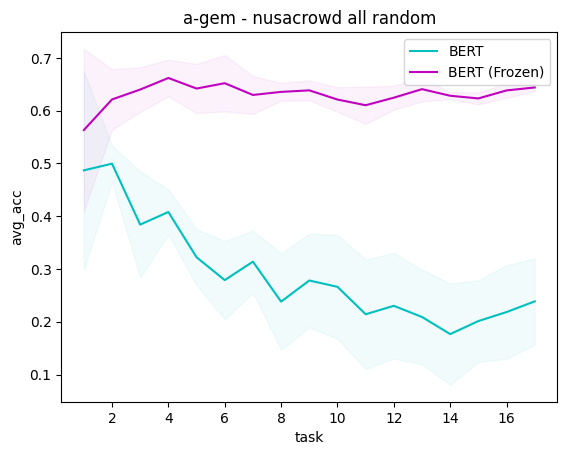 a-gem - nusacrowd all random
BERT
BERT (Frozen)
avg_acc
0.7
0.6
0.5
0.4
0.3
0.2
0.1
2 4 6 8 10 12 14 16
task